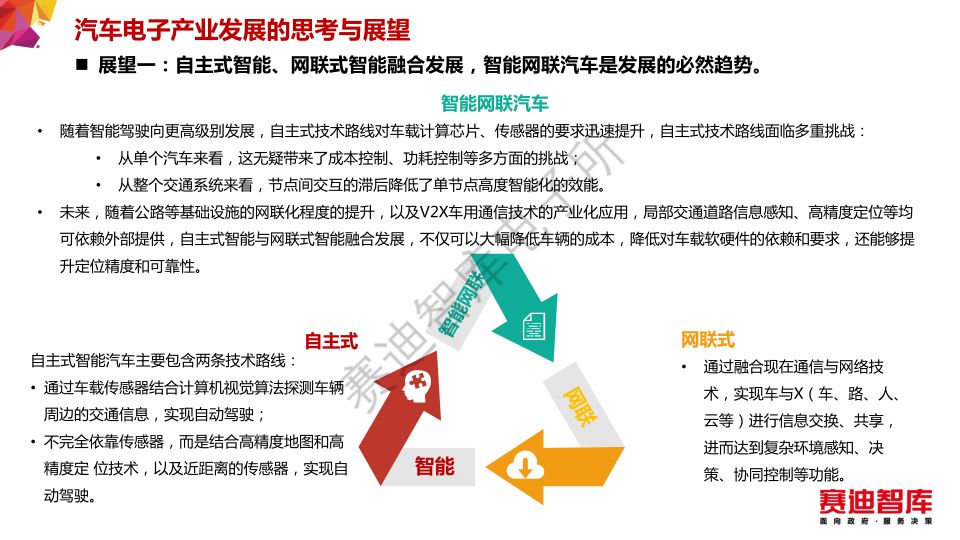 汽车电子产业发展的思考与展望
■ 展望一：自主式智能、网联式智能融合发展，智能网联汽车是发展的必然趋势。
智能网联汽车
• 随着智能驾驶向更高级别发展，自主式技术路线对车载计算芯片、传感器的要求迅速提升，自主式技术路线面临多重挑战：
• 从单个汽车来看，这无疑带来了成本控制、功耗控制等多方面的挑战；
• 从整个交通系统来看，节点间交互的滞后降低了单节点高度智能化的效能。
• 未来，随着公路等基础设施的网联化程度的提升，以及V2X车用通信技术的产业化应用，局部交通道路信息感知、高精度定位等均
可依赖外部提供，自主式智能与网联式智能融合发展，不仅可以大幅降低车辆的成本，降低对车载软硬件的依赖和要求，还能够提
升定位精度和可靠性。
智能网联
自主式
自主式智能汽车主要包含两条技术路线：
• 通过车载传感器结合计算机视觉算法探测车辆
周边的交通信息，实现自动驾驶；
• 不完全依靠传感器，而是结合高精度地图和高
精度定 位技术，以及近距离的传感器，实现自
动驾驶。
智能
网联
网联式
• 通过融合现在通信与网络技
术，实现车与X（车、路、人、
云等）进行信息交换、共享，
进而达到复杂环境感知、决
策、协同控制等功能。
赛迪智库电子所
赛迪智库
面向政府·服务决策